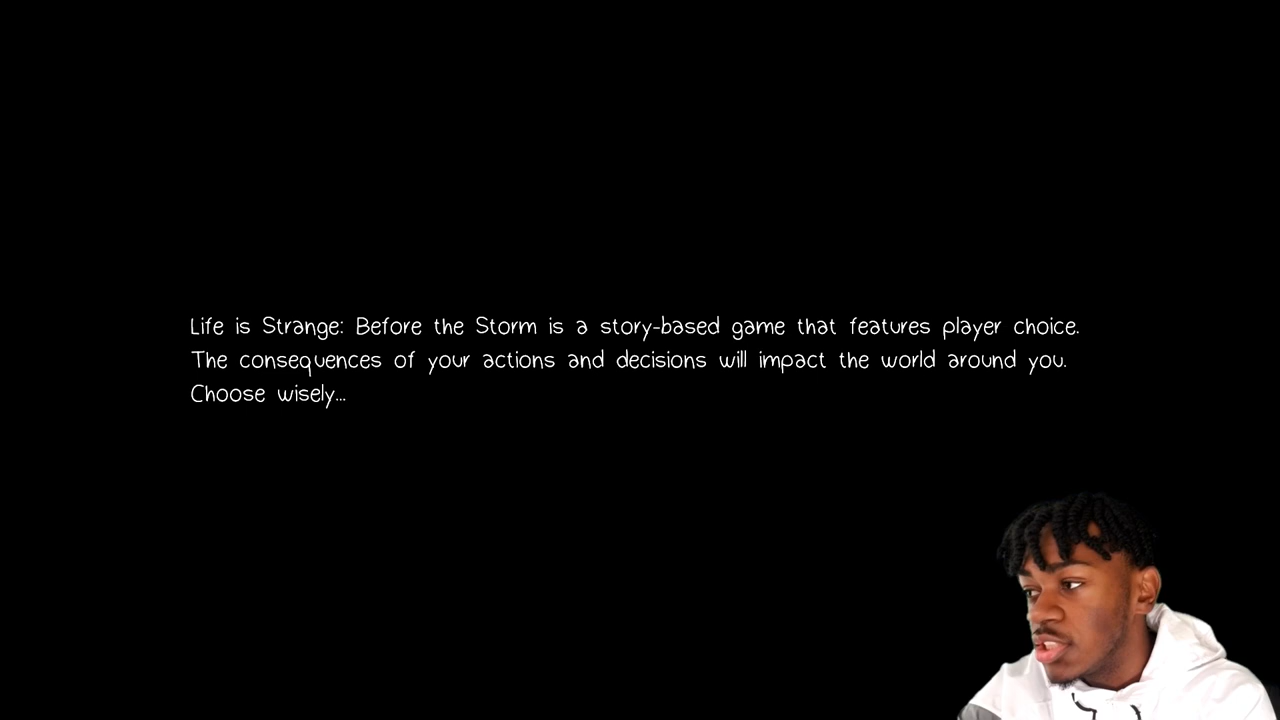 Life is Strange: Before the Storm is a story-based game that features player choice.
The consequences of your actions and decisions will impact the world around you.
Choose wisely...